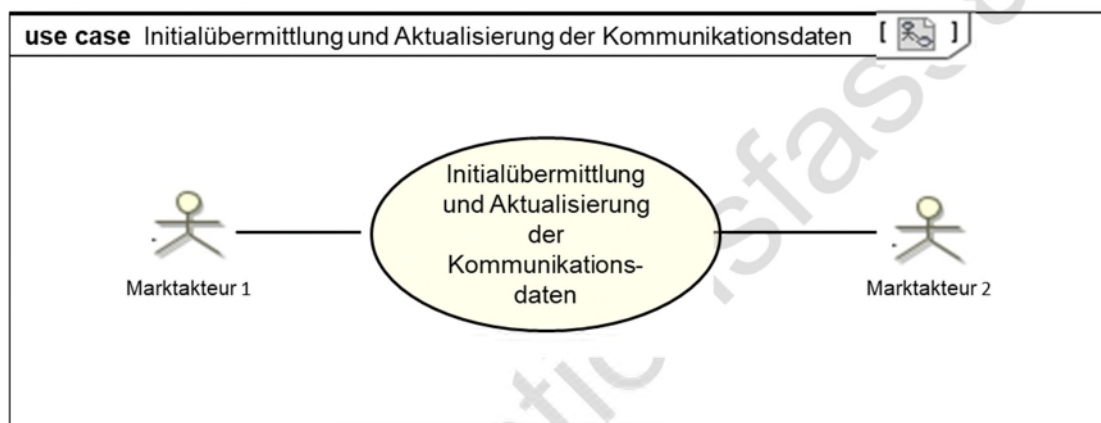 use case Initialübermittlung und Aktualisierung der Kommunikationsdaten [ ]
Initialübermittlung
und Aktualisierung
der
Kommunikations-
daten
Marktakteur 1
Marktakteur 2